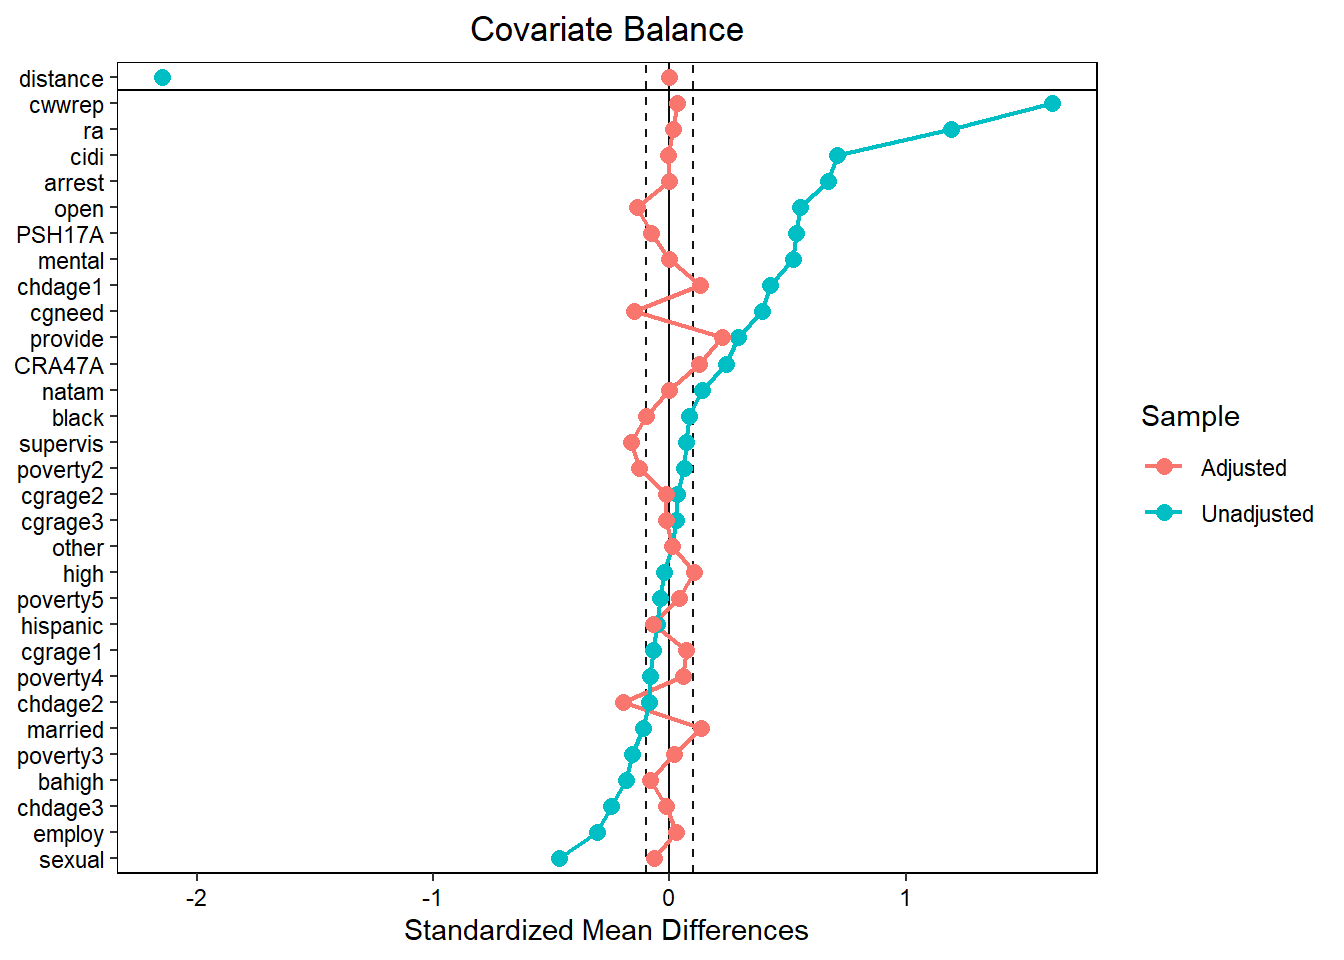 Covariate Balance
distance
cwwrep
ra
cidi
arrest
open
PSH17A
mental
chdage1
cgneed
provide
CRA47A
natam
black
supervis
poverty2
cgrage2
cgrage3
other
high
poverty5
hispanic
cgrage1
poverty4
chdage2
married
poverty3
bahigh
chdage3
employ
sexual
-2 -1 0 1
Standardized Mean Differences
Sample
Adjusted
Unadjusted